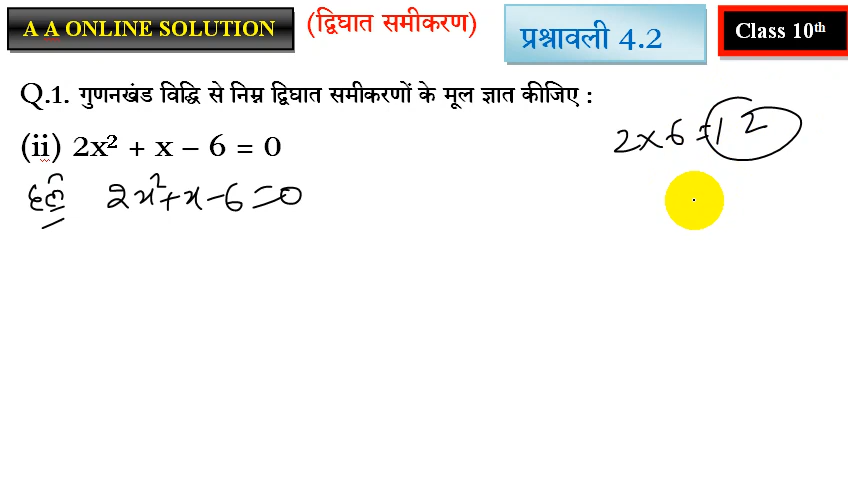 A A ONLINE SOLUTION
(द्विघात समीकरण)
प्रश्नावली 4.2
Class 10th
Q.1. गुणनखंड विद्धि से निम्न द्विघात समीकरणों के मूल ज्ञात कीजिए :
(ii) 2x² + x – 6 = 0
2x6=12
हल 2x²+x-6=0